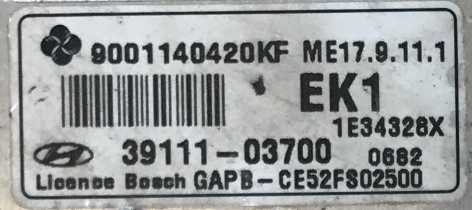 9001140420KF ME17.9.11.1
EK1
1E34328X
39111-03700 0682
Licence Bosch GAPB-CE52FS02500